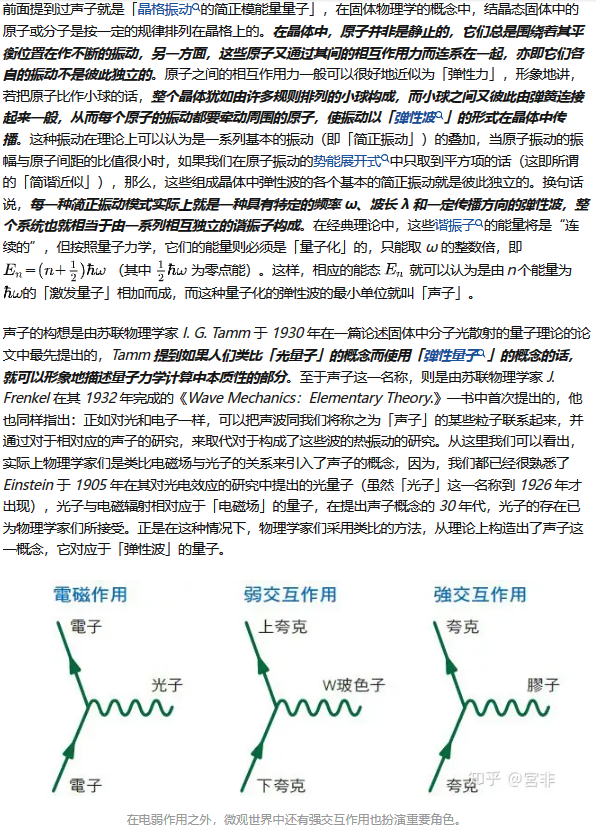 前面提到过声子就是「晶格振动的简正模能量量子」，在固体物理学的概念中，结晶态固体中的
原子或分子是按一定的规律排列在晶格上的。在晶体中，原子并非是静止的，它们总是围绕着其平
衡位置在作不断的振动，另一方面，这些原子又通过其间的相互作用力而连系在一起，亦即它们各
自的振动不是彼此独立的。原子之间的相互作用力一般可以很好地近似为「弹性力」，形象地讲，
若把原子比作小球的话，整个晶体犹如由许多规则排列的小球构成，而小球之间又彼此由弹簧连接
起来一般，从而每个原子的振动都要牵动周围的原子，使振动以「弹性波」的形式在晶体中传
播。这种振动在理论上可以认为是一系列基本的振动（即「简正振动」）的叠加，当原子振动的振
幅与原子间距的比值很小时，如果我们在原子振动的势能展开式中只取到平方项的话（这即所谓
的「简谐近似」），那么，这些组成晶体中弹性波的各个基本的简正振动就是彼此独立的。换句话
说，每一种简正振动模式实际上就是一种具有特定的频率 ω、波长 λ 和一定传播方向的弹性波，整
个系统也就相当于由一系列相互独立的谐振子构成。在经典理论中，这些谐振子的能量将是“连
续的”，但按照量子力学，它们的能量则必须是「量子化的」，只能取 ω 的整数倍，即
Eₙ=(n+1/2)ℏω （其中 1/2ℏω 为零点能）。这样，相应的能态 Eₙ 就可以认为是由 n 个能量为
ℏω的「激发量子」相加而成，而这种量子化的弹性波的最小单位就叫「声子」。
声子的构想是由苏联物理学家 I. G. Tamm 于 1930 年在一篇论述固体中分子光散射的量子理论的论
文中最先提出的，Tamm 提到如果人们类比「光量子」的概念而使用「弹性量子」的概念的话，
就可以形象地描述量子力学计算中本质性的部分。至于声子这一名称，则是由苏联物理学家 J.
Frenkel 在其 1932 年完成的《Wave Mechanics：Elementary Theory.》一书中首次提出的，他
也同样指出：正如对光和电子一样，可以把声波同我们将称之为「声子」的某些粒子联系起来，并
通过对于相对应的声子的研究，来取代对于构成了这些波的热振动的研究。从这里我们可以看出，
实际上物理学家们是类比电磁场与光子的关系来引入了声子的概念，因为，我们都已经很熟悉了
Einstein 于 1905 年在其对光电效应的研究中提出的光量子（虽然「光子」这一名称到 1926 年才
出现），光子与电磁辐射相对应于「电磁场」的量子，在提出声子概念的 30 年代，光子的存在已
为物理学家们所接受。正是在这种情况下，物理学家们采用类比的方法，从理论上构造出了声子这
一概念，它对应于「弹性波」的量子。
電磁作用 弱交互作用 強交互作用
電子 上夸克 夸克
光子 W玻色子 膠子
電子 下夸克 夸克
知乎 @宮非
在电弱作用之外，微观世界中还有强交互作用也扮演重要角色。